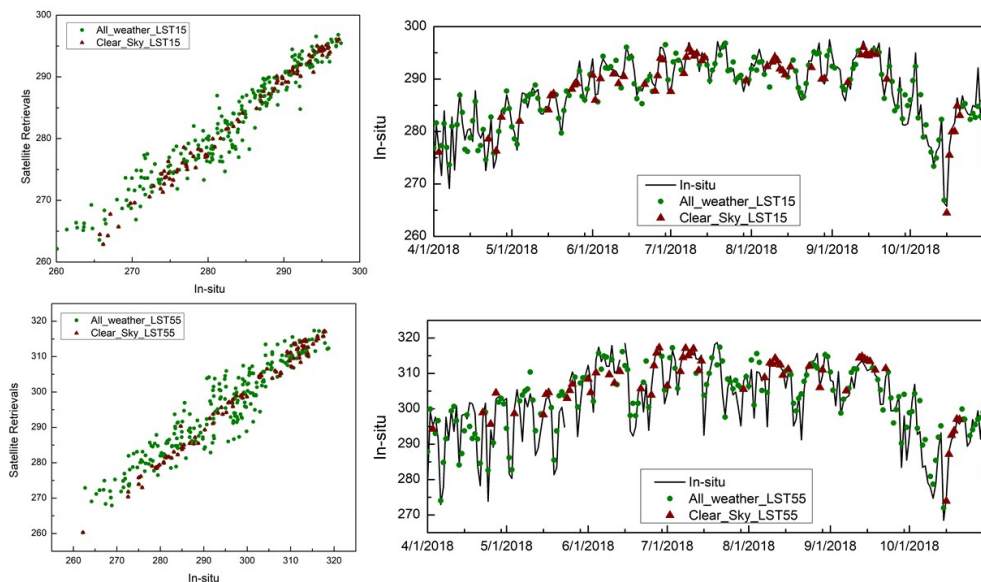 300
290
280
270
260
260 270 280 290 300
Satellite Retrievals
In-situ
All_weather_LST15
Clear_Sky_LST15
300
290
280
270
260
4/1/2018 5/1/2018 6/1/2018 7/1/2018 8/1/2018 9/1/2018 10/1/2018
In-situ
In-situ
All_weather_LST15
Clear_Sky_LST15
320
310
300
290
280
270
260
260 270 280 290 300 310 320
Satellite Retrievals
In-situ
All_weather_LST55
Clear_Sky_LST55
320
310
300
290
280
270
4/1/2018 5/1/2018 6/1/2018 7/1/2018 8/1/2018 9/1/2018 10/1/2018
In-situ
In-situ
All_weather_LST55
Clear_Sky_LST55